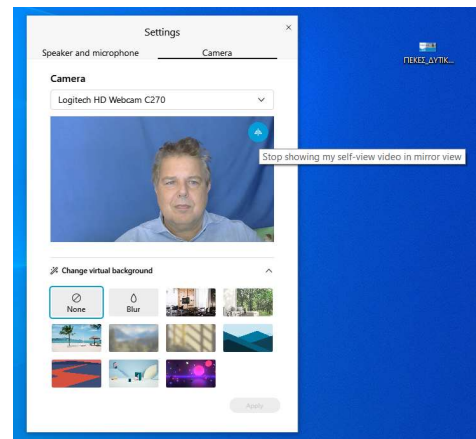 Settings
Speaker and microphone
Camera
Camera
Logitech HD Webcam C270
Stop showing my self-view video in mirror view
Change virtual background
None
Blur
Apply
ΠΕΚΕΣ_ΔΥΤΙΚ...